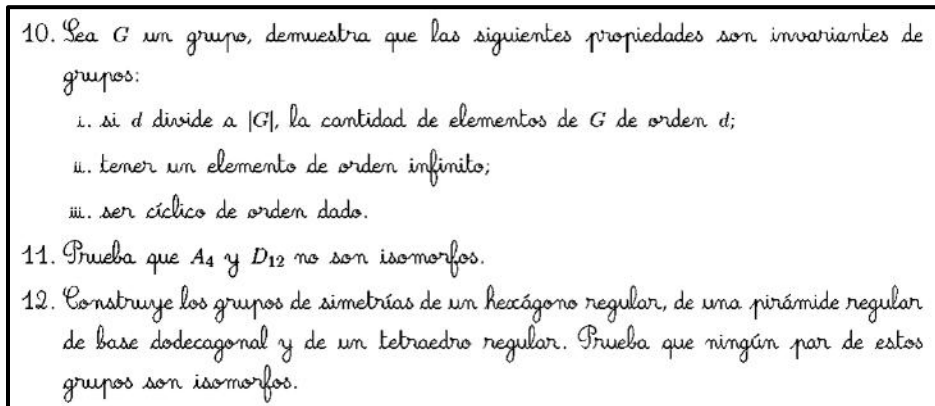 10. Sea G un grupo, demuestra que las siguientes propiedades son invariantes de
grupos:
i. si d divide a |G|, la cantidad de elementos de G de orden d;
ii. tener un elemento de orden infinito;
iii. ser cíclico de orden dado.
11. Prueba que A₄ y D₁₂ no son isomorfos.
12. Construye los grupos de simetrías de un hexágono regular, de una pirámide regular
de base dodecagonal y de un tetraedro regular. Prueba que ningún par de estos
grupos son isomorfos.